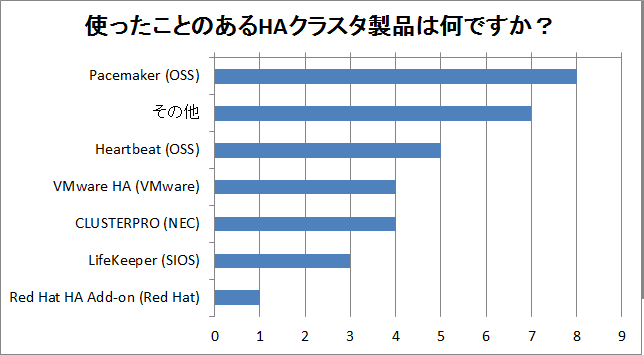 使ったことのあるHAクラスタ製品は何ですか？
Pacemaker (OSS)
その他
Heartbeat (OSS)
VMware HA (VMware)
CLUSTERPRO (NEC)
LifeKeeper (SIOS)
Red Hat HA Add-on (Red Hat)
0 1 2 3 4 5 6 7 8 9